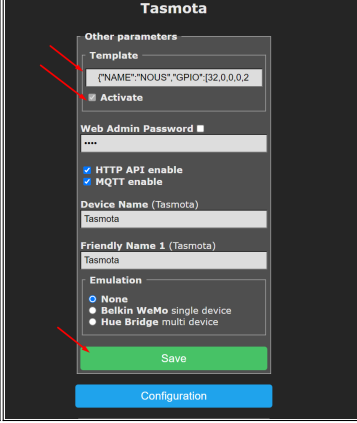 Tasmota
Other parameters
Template
{"NAME":"NOUS","GPIO":[32,0,0,0,2
Activate
Web Admin Password
••••
HTTP API enable
MQTT enable
Device Name (Tasmota)
Tasmota
Friendly Name 1 (Tasmota)
Tasmota
Emulation
None
Belkin WeMo single device
Hue Bridge multi device
Save
Configuration